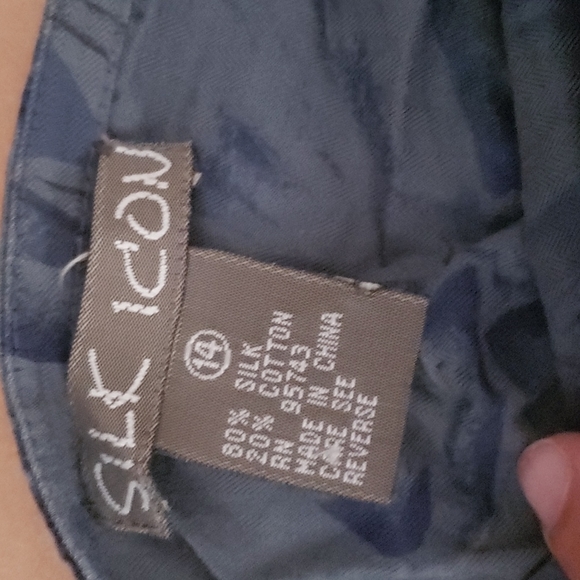 SILK ICON
14
80% SILK
20% COTTON
RN 95743
MADE IN CHINA
CARE SEE
REVERSE